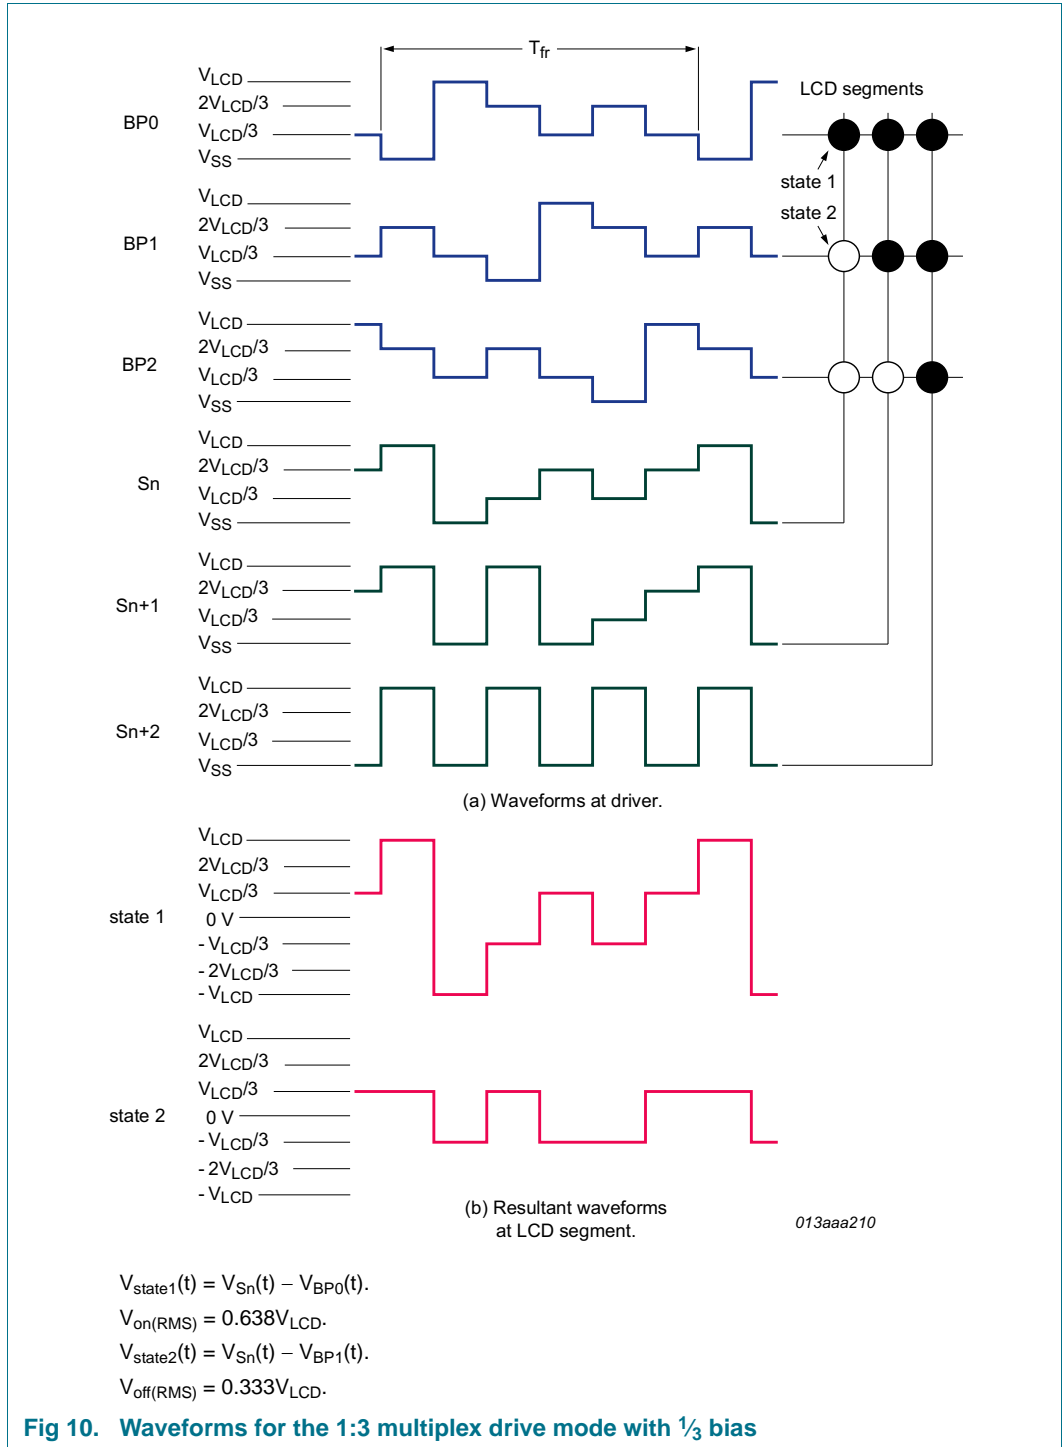 T_fr
V_LCD
2V_LCD/3
BP0
V_LCD/3
V_SS
LCD segments
state 1
V_LCD
2V_LCD/3
BP1
V_LCD/3
V_SS
state 2
V_LCD
2V_LCD/3
BP2
V_LCD/3
V_SS
V_LCD
2V_LCD/3
Sn
V_LCD/3
V_SS
V_LCD
2V_LCD/3
Sn+1
V_LCD/3
V_SS
V_LCD
2V_LCD/3
Sn+2
V_LCD/3
V_SS
(a) Waveforms at driver.
V_LCD
2V_LCD/3
V_LCD/3
state 1
0 V
- V_LCD/3
- 2V_LCD/3
- V_LCD
V_LCD
2V_LCD/3
V_LCD/3
state 2
0 V
- V_LCD/3
- 2V_LCD/3
- V_LCD
(b) Resultant waveforms
at LCD segment.
013aaa210
V_state1(t) = V_Sn(t) − V_BP0(t).
V_on(RMS) = 0.638V_LCD.
V_state2(t) = V_Sn(t) − V_BP1(t).
V_off(RMS) = 0.333V_LCD.
Fig 10. Waveforms for the 1:3 multiplex drive mode with 1⁄3 bias